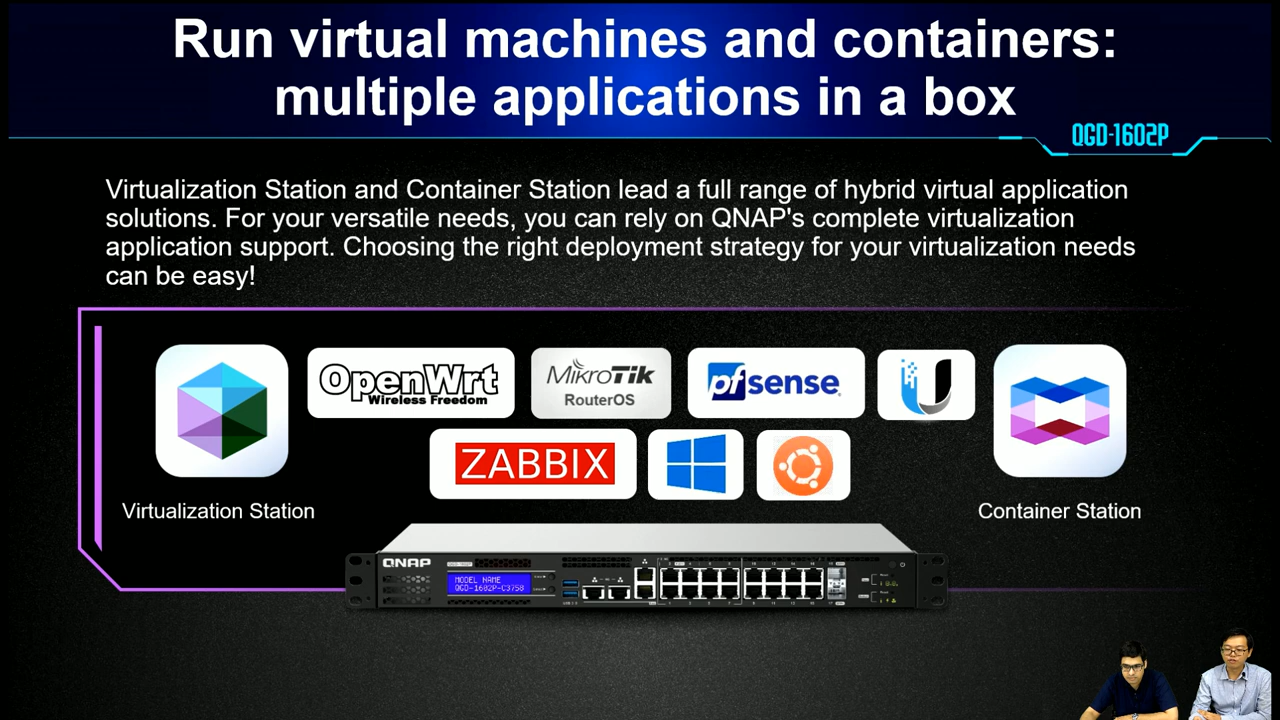 Run virtual machines and containers:
multiple applications in a box
QGD-1602P
Virtualization Station and Container Station lead a full range of hybrid virtual application
solutions. For your versatile needs, you can rely on QNAP's complete virtualization
application support. Choosing the right deployment strategy for your virtualization needs
can be easy!
OpenWrt
Wireless Freedom
MikroTik
RouterOS
pfsense
ZABBIX
Virtualization Station
Container Station
QNAP
MODEL NAME
QGD-1602P-C3758